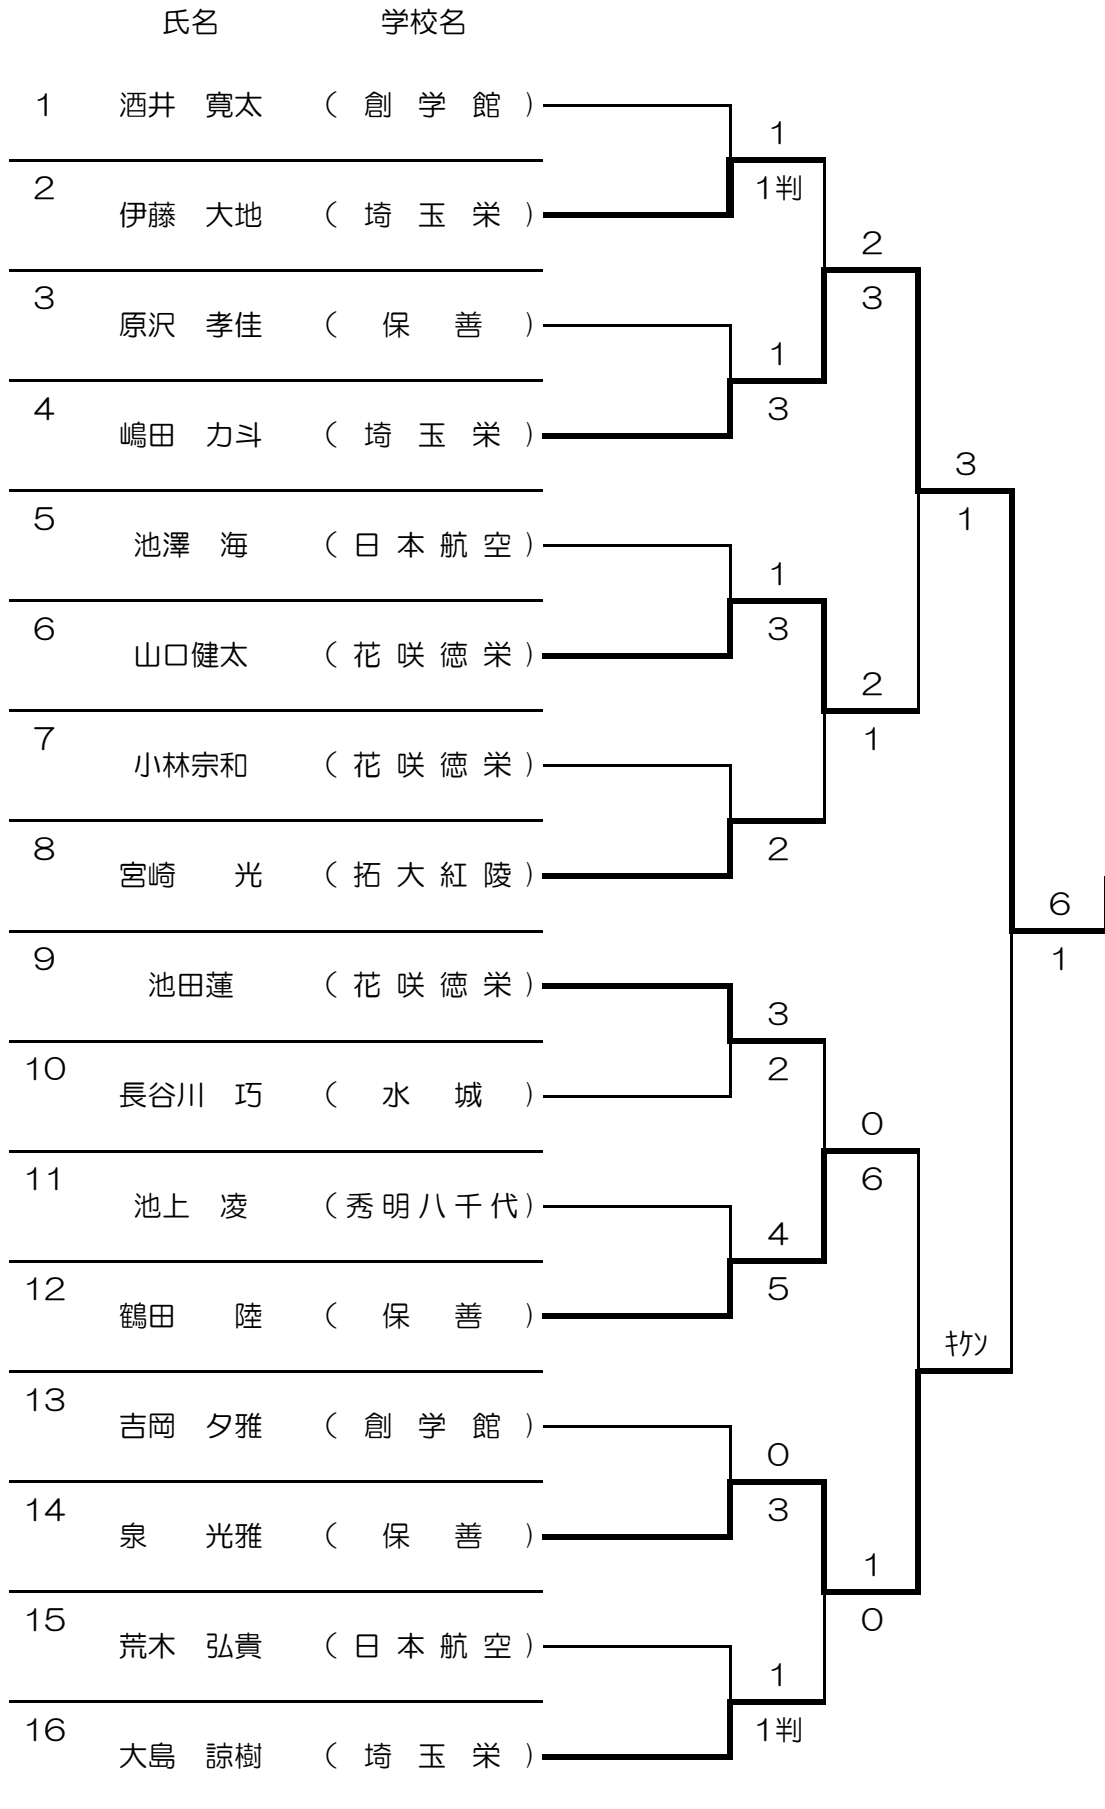 氏名 学校名
1 酒井 寛太 ( 創 学 館 )
1
1判
2 伊藤 大地 ( 埼 玉 栄 )
2
3
3 原沢 孝佳 ( 保 善 )
1
3
4 嶋田 力斗 ( 埼 玉 栄 )
3
1
5 池澤 海 ( 日 本 航 空 )
1
3
6 山口健太 ( 花 咲 徳 栄 )
2
1
7 小林宗和 ( 花 咲 徳 栄 )
2
8 宮崎 光 ( 拓 大 紅 陵 )
6
1
9 池田蓮 ( 花 咲 徳 栄 )
3
2
10 長谷川 巧 ( 水 城 )
0
6
11 池上 凌 ( 秀 明 八 千 代 )
4
5
12 鶴田 陸 ( 保 善 )
キケン
13 吉岡 夕雅 ( 創 学 館 )
0
3
14 泉 光雅 ( 保 善 )
1
0
15 荒木 弘貴 ( 日 本 航 空 )
1
1判
16 大島 諒樹 ( 埼 玉 栄 )